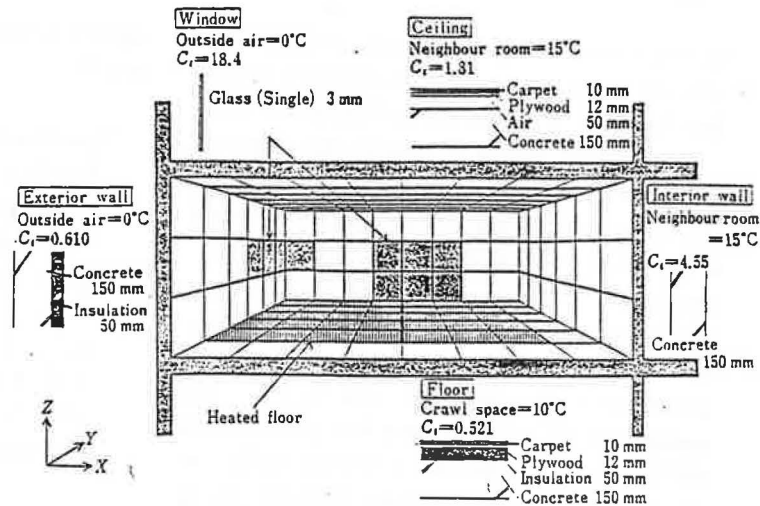 Window
Outside air=0°C
Cₜ=18.4
Glass (Single) 3 mm
Ceiling
Neighbour room=15°C
Cₜ=1.31
Carpet 10 mm
Plywood 12 mm
Air 50 mm
Concrete 150 mm
Exterior wall
Outside air=0°C
Cₜ=0.610
Concrete
150 mm
Insulation
50 mm
Interior wall
Neighbour room
=15°C
Cₜ=4.55
Concrete
150 mm
Heated floor
Floor
Crawl space=10°C
Cₜ=0.521
Carpet 10 mm
Plywood 12 mm
Insulation 50 mm
Concrete 150 mm
Z
Y
X